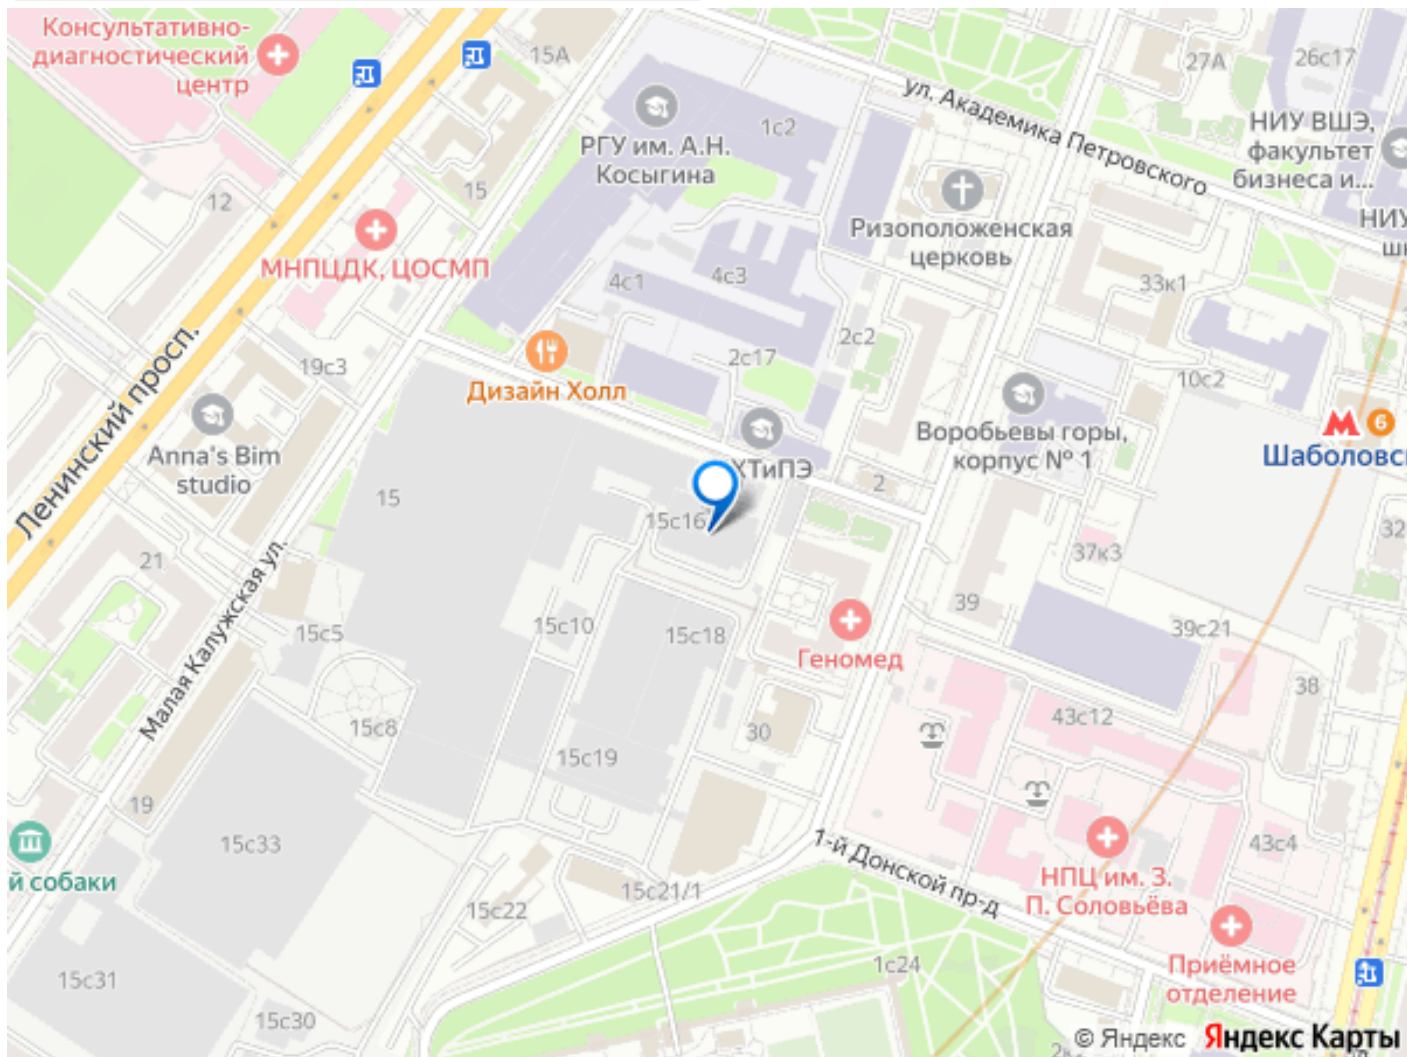 Консультативно-
диагностический
центр
15А
27А
26с17
ул. Академика Петровского
НИУ ВШЭ,
факультет
бизнеса и...
1с2
РГУ им. А.Н.
Косыгина
15
12
Ризоположенская
церковь
НИУ
МНПЦДК, ЦОСМП
4с1
4с3
33к1
2с2
Ленинский просп.
19с3
2с17
Дизайн Холл
10с2
Anna's Bim
studio
Воробьевы горы,
корпус № 1
6
Шаболовс
ХТиПЭ
2
15
15с16
32
37к3
21
Малая Калужская ул.
39
15с5
15с10
15с18
39с21
Геномед
38
15с8
30
43с12
15с19
19
15с33
1-й Донской пр-д
43с4
й собаки
НПЦ им. З.
П. Соловьёва
15с21/1
15с22
15с31
1с24
Приёмное
отделение
15с30
© Яндекс Яндекс Карты